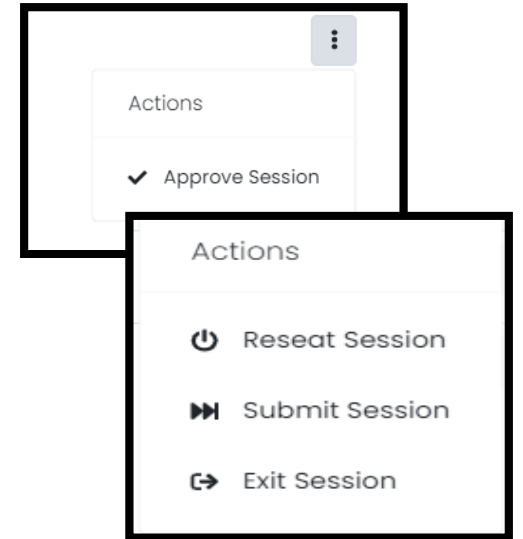 Actions
Approve Session
Actions
Reseat Session
Submit Session
Exit Session